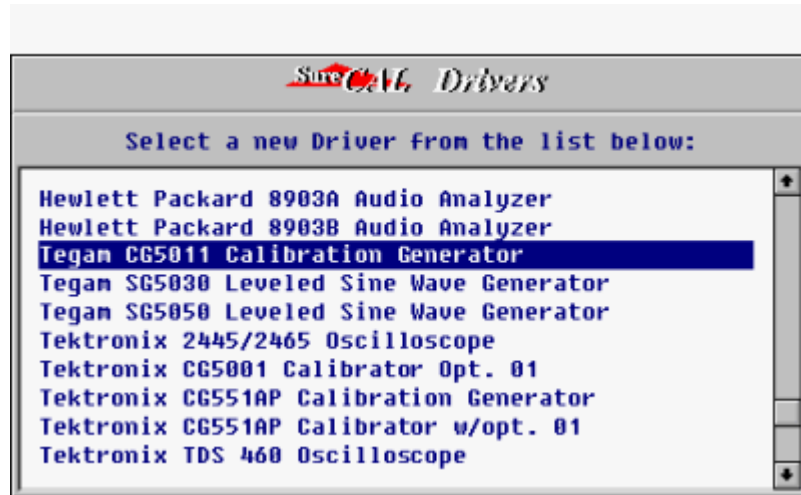 SureCAL Drivers
Select a new Driver from the list below:
Hewlett Packard 8903A Audio Analyzer
Hewlett Packard 8903B Audio Analyzer
Tegam CG5011 Calibration Generator
Tegam SG5030 Leveled Sine Wave Generator
Tegam SG5050 Leveled Sine Wave Generator
Tektronix 2445/2465 Oscilloscope
Tektronix CG5001 Calibrator Opt. 01
Tektronix CG551AP Calibration Generator
Tektronix CG551AP Calibrator w/opt. 01
Tektronix TDS 460 Oscilloscope